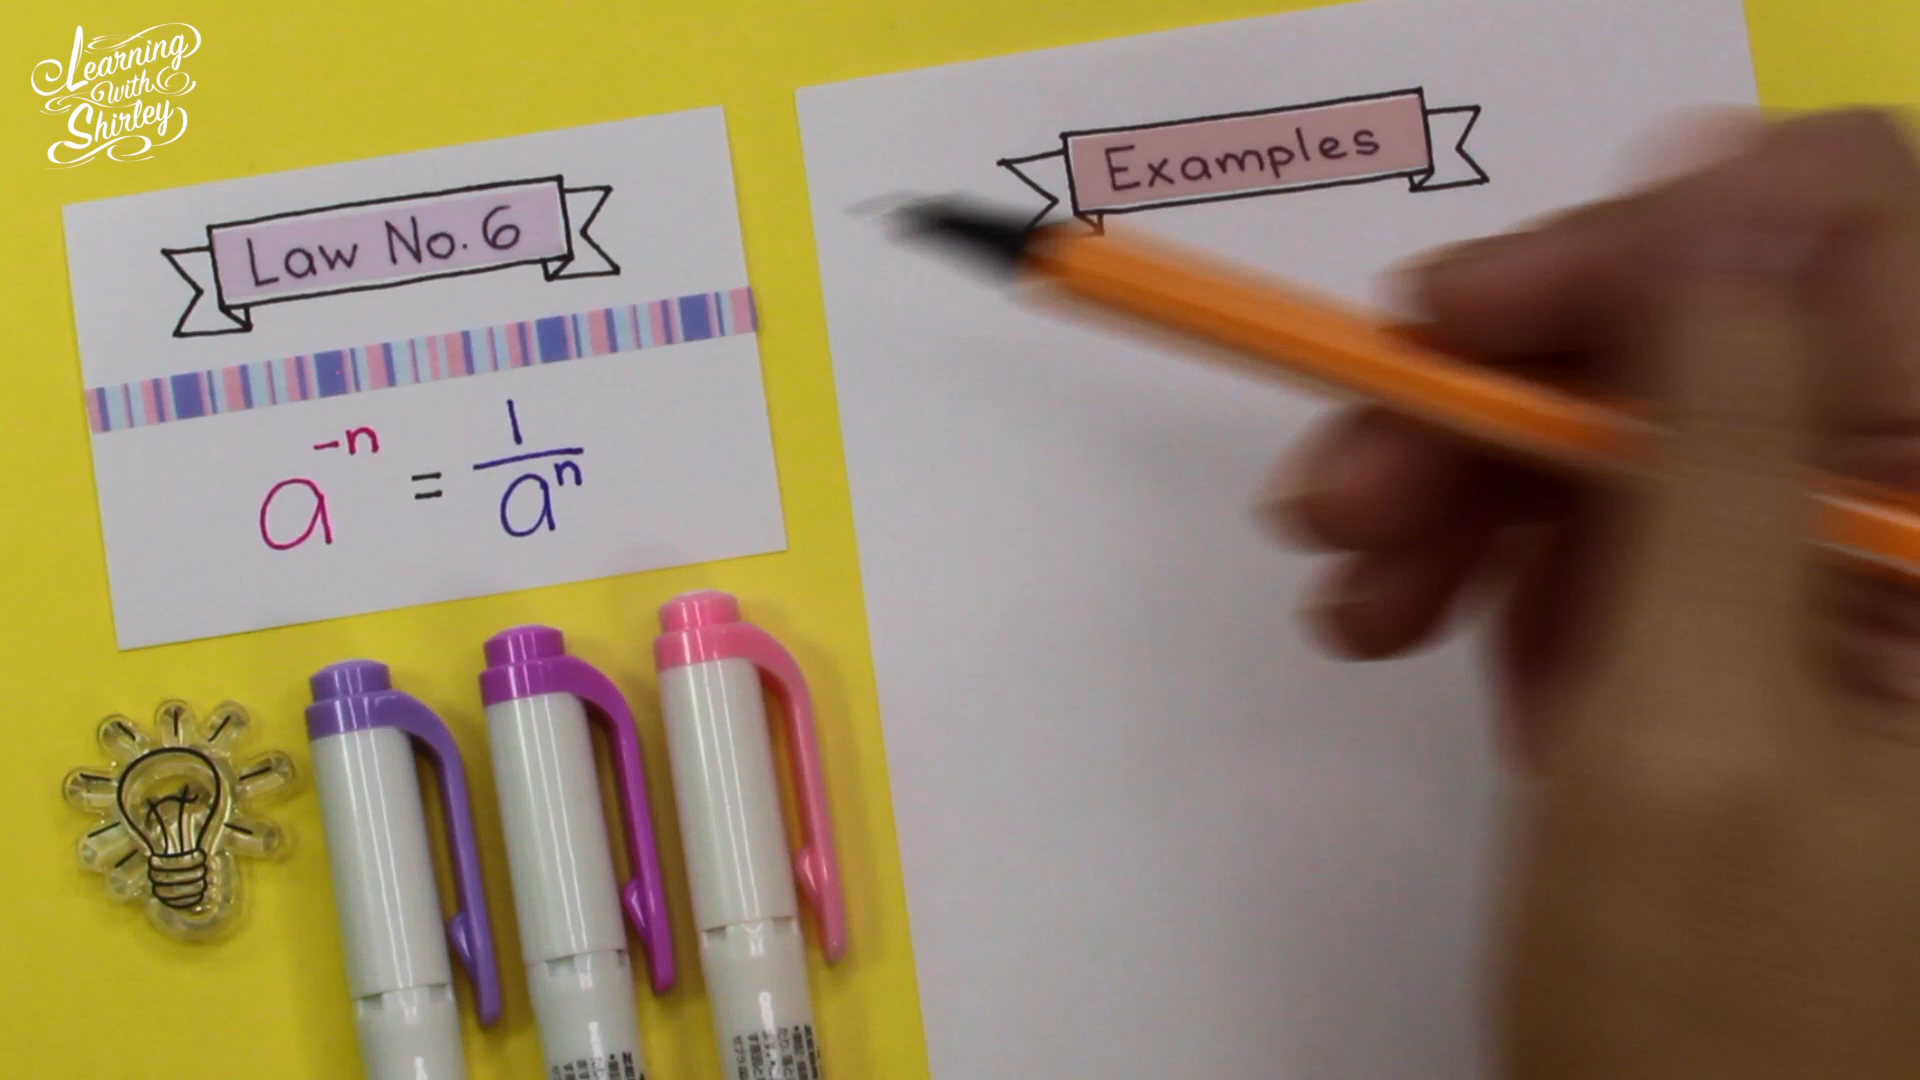 Learning
With
Shirley
Law No. 6
a⁻ⁿ = 1/aⁿ
Examples